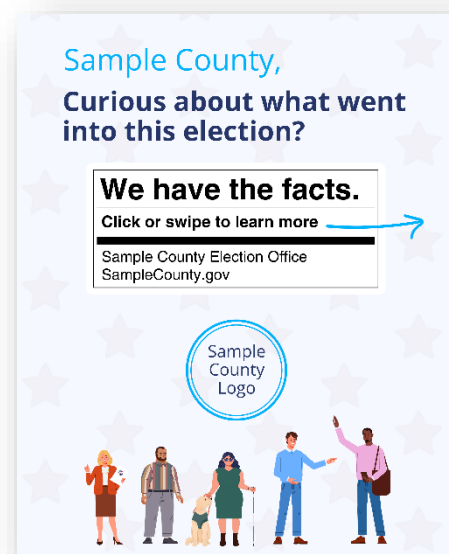 Sample County,
Curious about what went
into this election?
We have the facts.
Click or swipe to learn more
Sample County Election Office
SampleCounty.gov
Sample
County
Logo